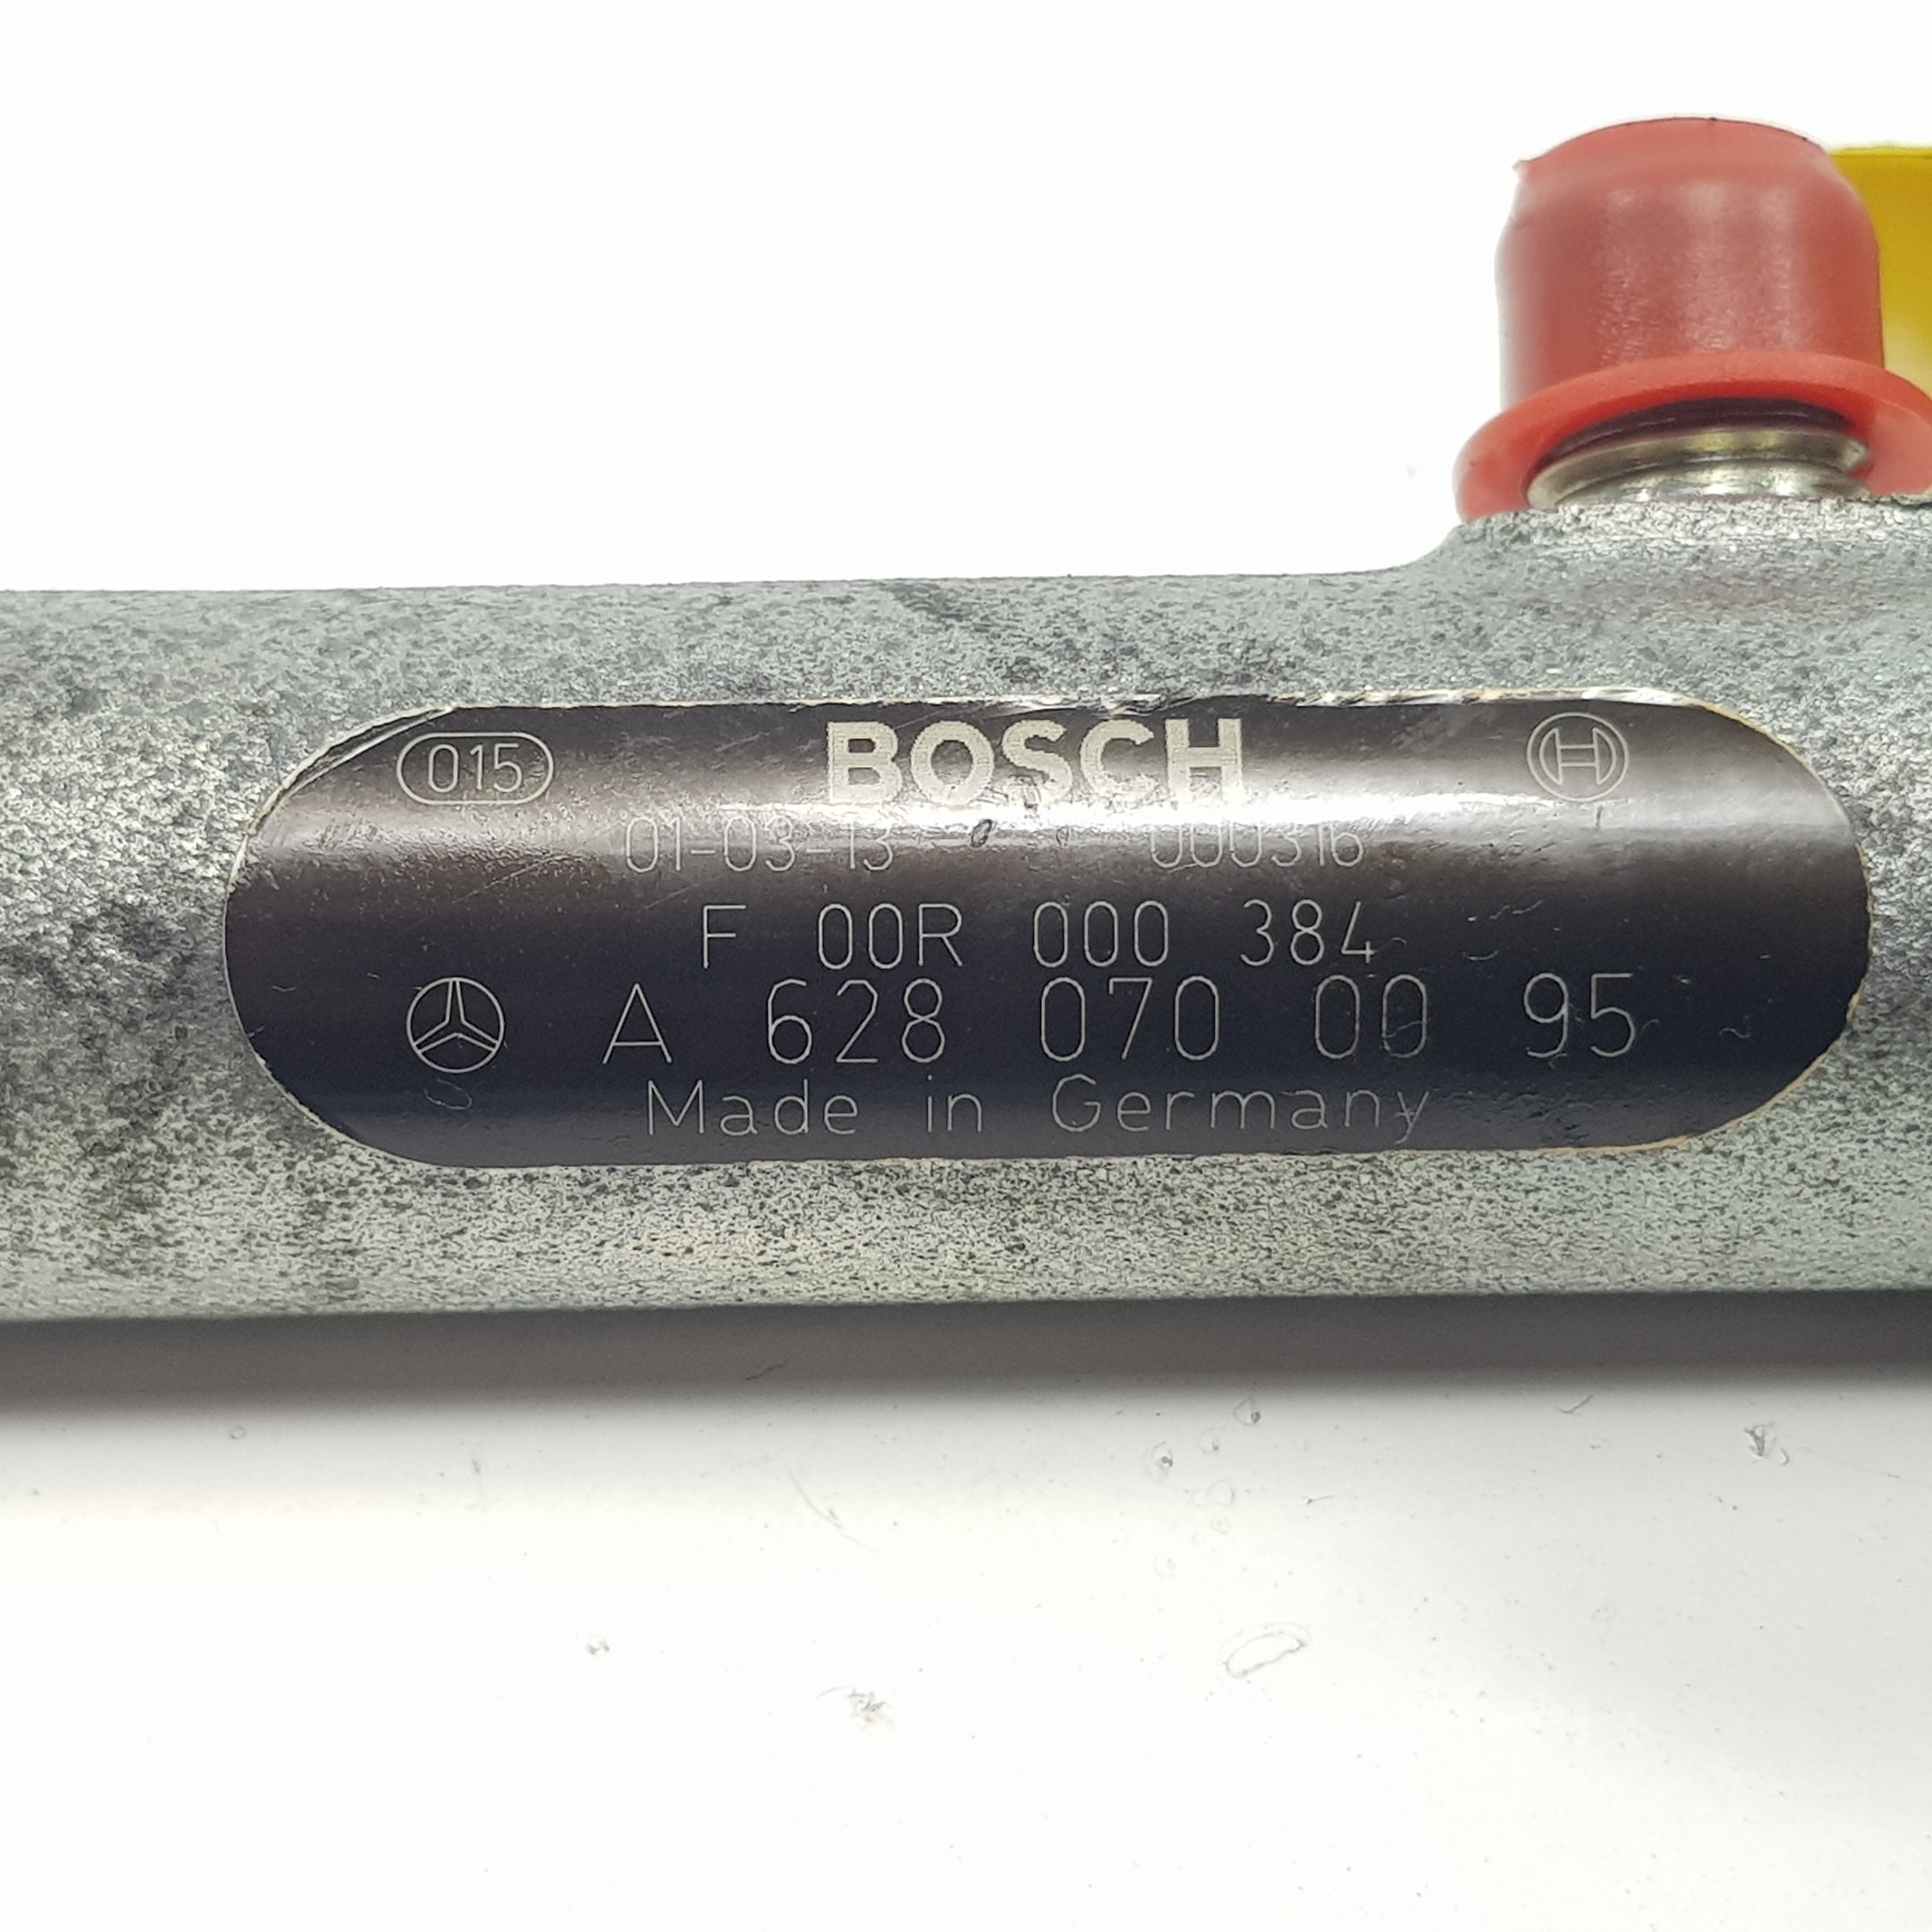 015 BOSCH
01-03-13 000316
F 00R 000 384
A 628 070 00 95
Made in Germany